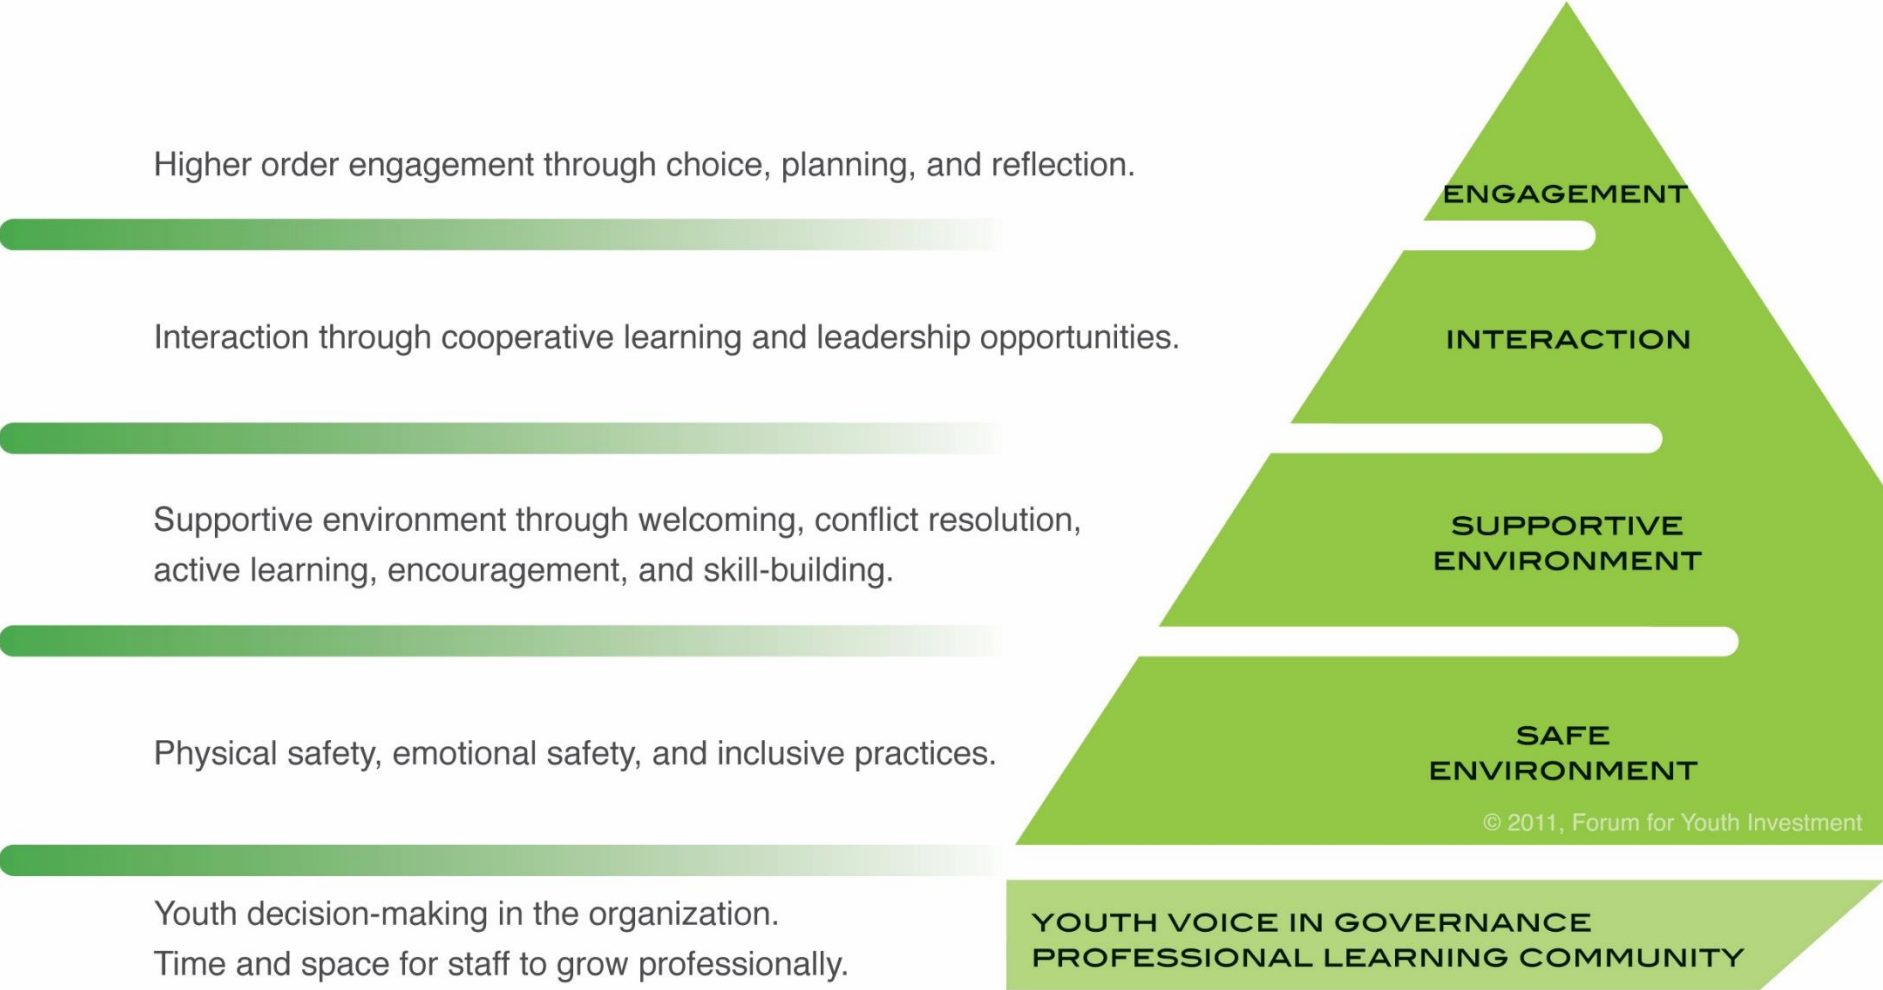 Higher order engagement through choice, planning, and reflection.
ENGAGEMENT
Interaction through cooperative learning and leadership opportunities.
INTERACTION
Supportive environment through welcoming, conflict resolution,
active learning, encouragement, and skill-building.
SUPPORTIVE
ENVIRONMENT
Physical safety, emotional safety, and inclusive practices.
SAFE
ENVIRONMENT
© 2011, Forum for Youth Investment
Youth decision-making in the organization.
Time and space for staff to grow professionally.
YOUTH VOICE IN GOVERNANCE
PROFESSIONAL LEARNING COMMUNITY